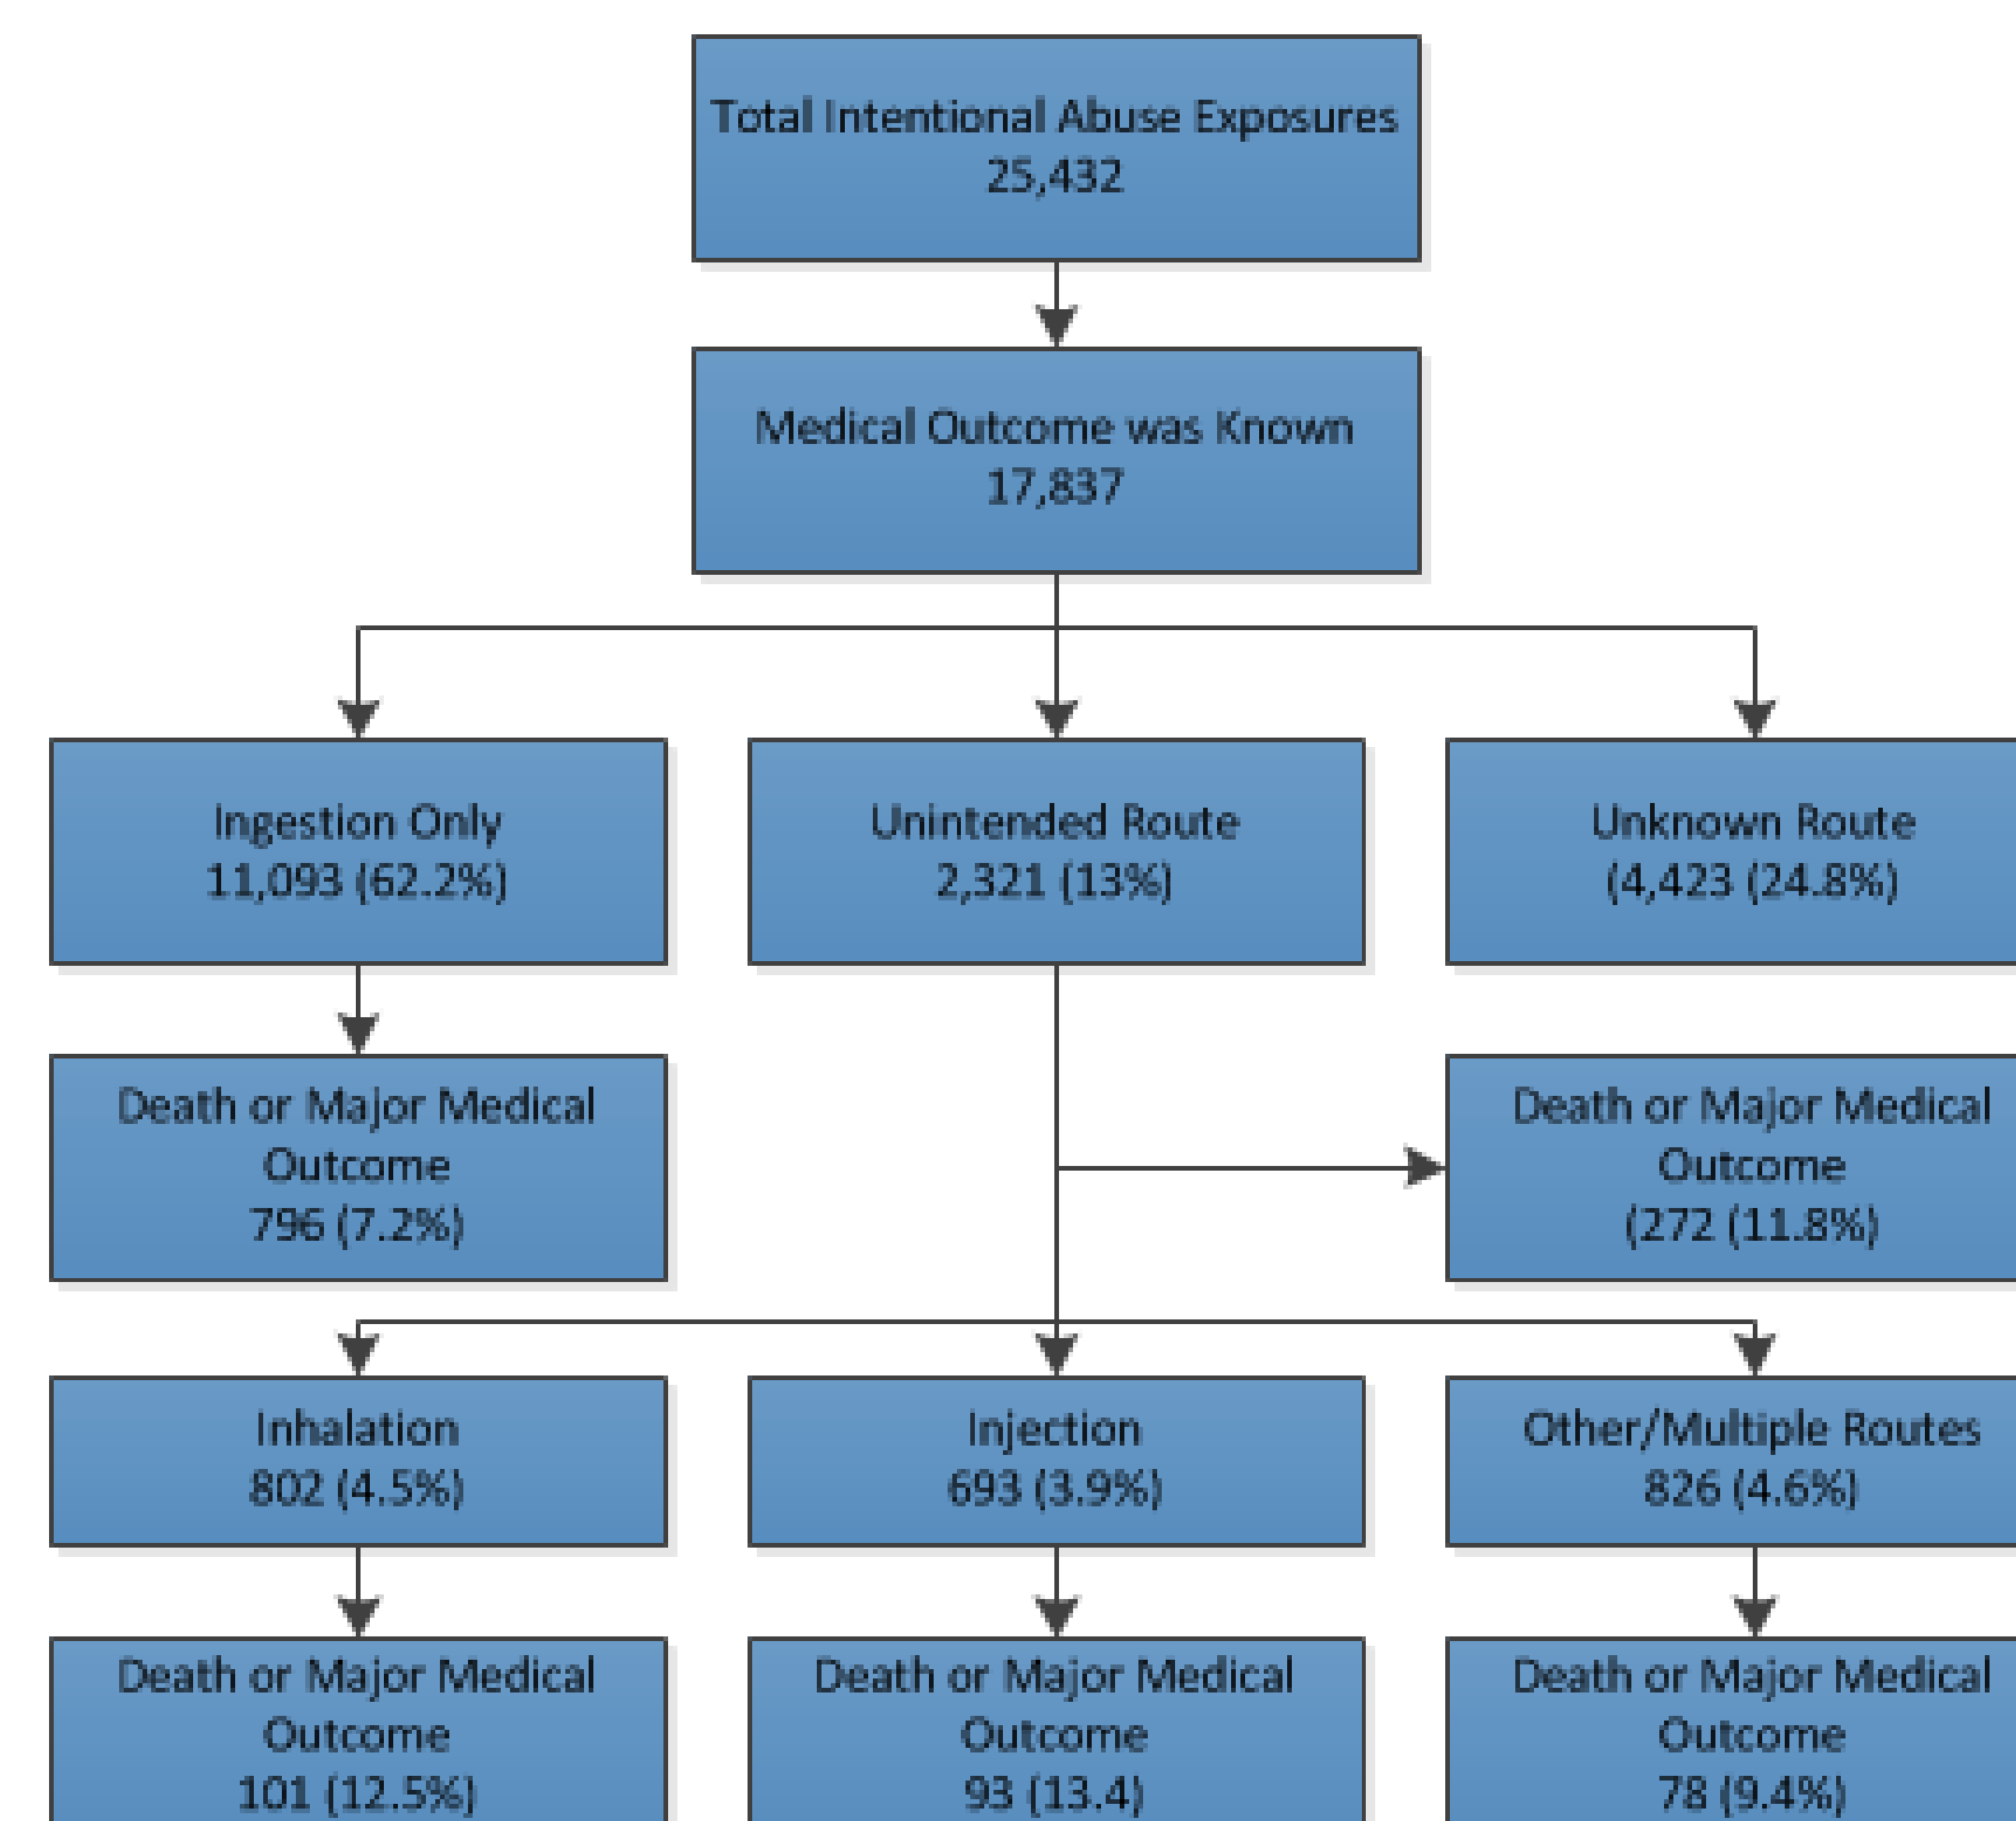 Total Intentional Abuse Exposures
25,432
Medical Outcome was Known
17,837
Ingestion Only
11,093 (62.2%)
Unintended Route
2,321 (13%)
Unknown Route
(4,423 (24.8%)
Death or Major Medical
Outcome
796 (7.2%)
Death or Major Medical
Outcome
(272 (11.8%)
Inhalation
802 (4.5%)
Injection
693 (3.9%)
Other/Multiple Routes
826 (4.6%)
Death or Major Medical
Outcome
101 (12.5%)
Death or Major Medical
Outcome
93 (13.4)
Death or Major Medical
Outcome
78 (9.4%)